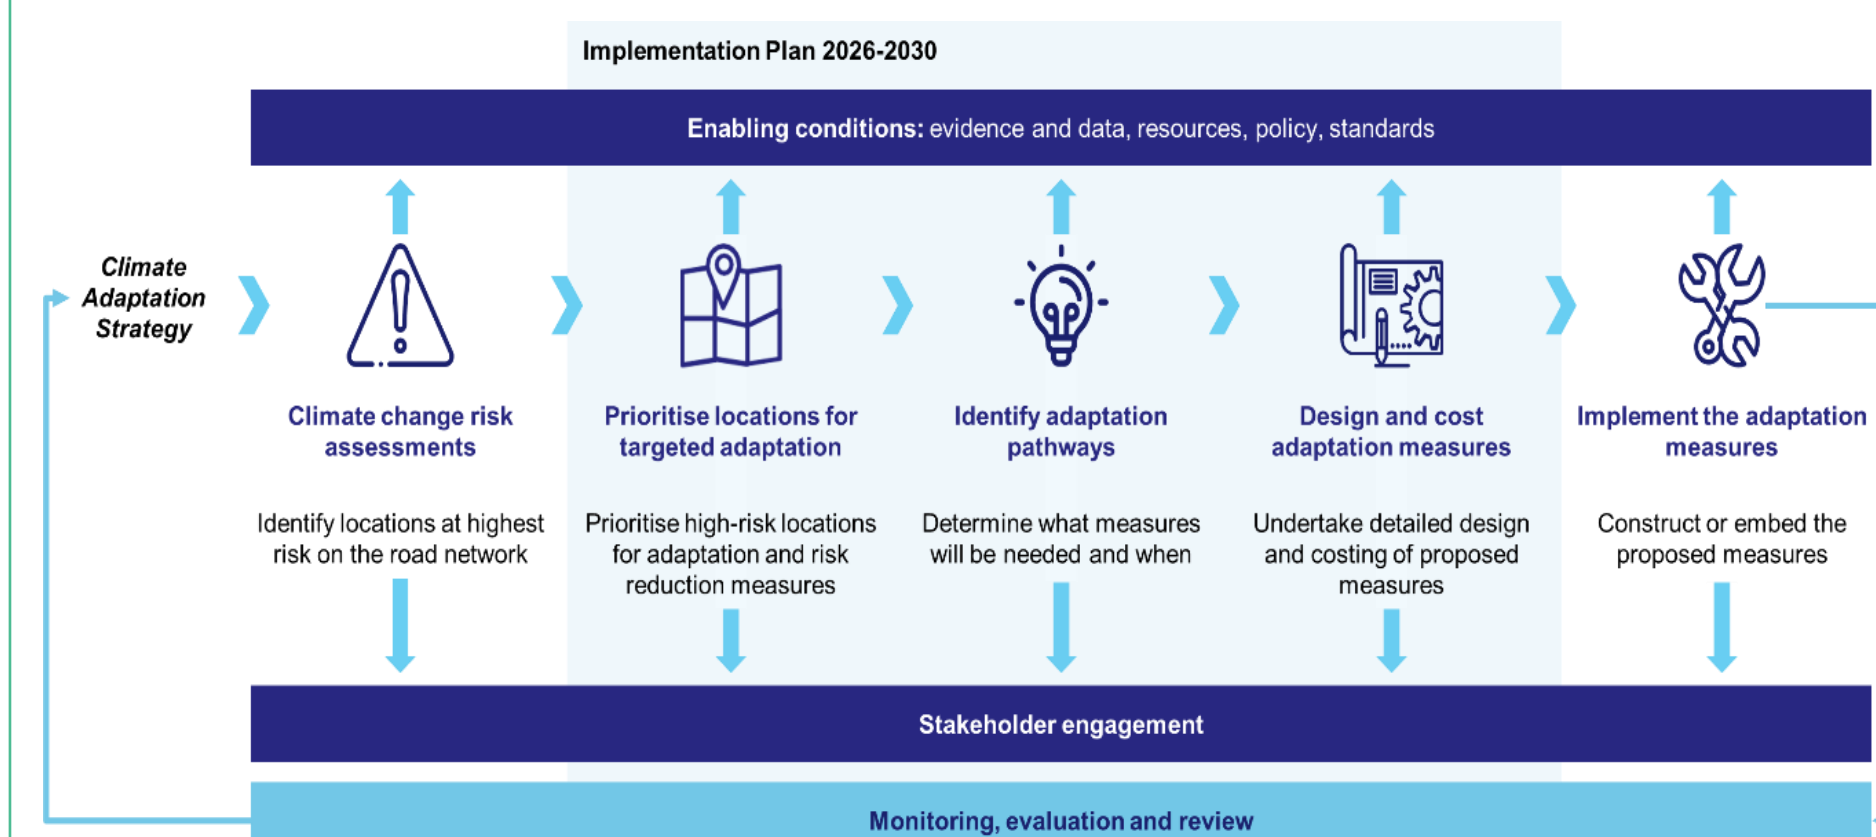 Implementation Plan 2026-2030
Enabling conditions: evidence and data, resources, policy, standards
Climate
Adaptation
Strategy
Climate change risk
assessments
Identify locations at highest
risk on the road network
Prioritise locations for
targeted adaptation
Prioritise high-risk locations
for adaptation and risk
reduction measures
Identify adaptation
pathways
Determine what measures
will be needed and when
Design and cost
adaptation measures
Undertake detailed design
and costing of proposed
measures
Implement the adaptation
measures
Construct or embed the
proposed measures
Stakeholder engagement
Monitoring, evaluation and review